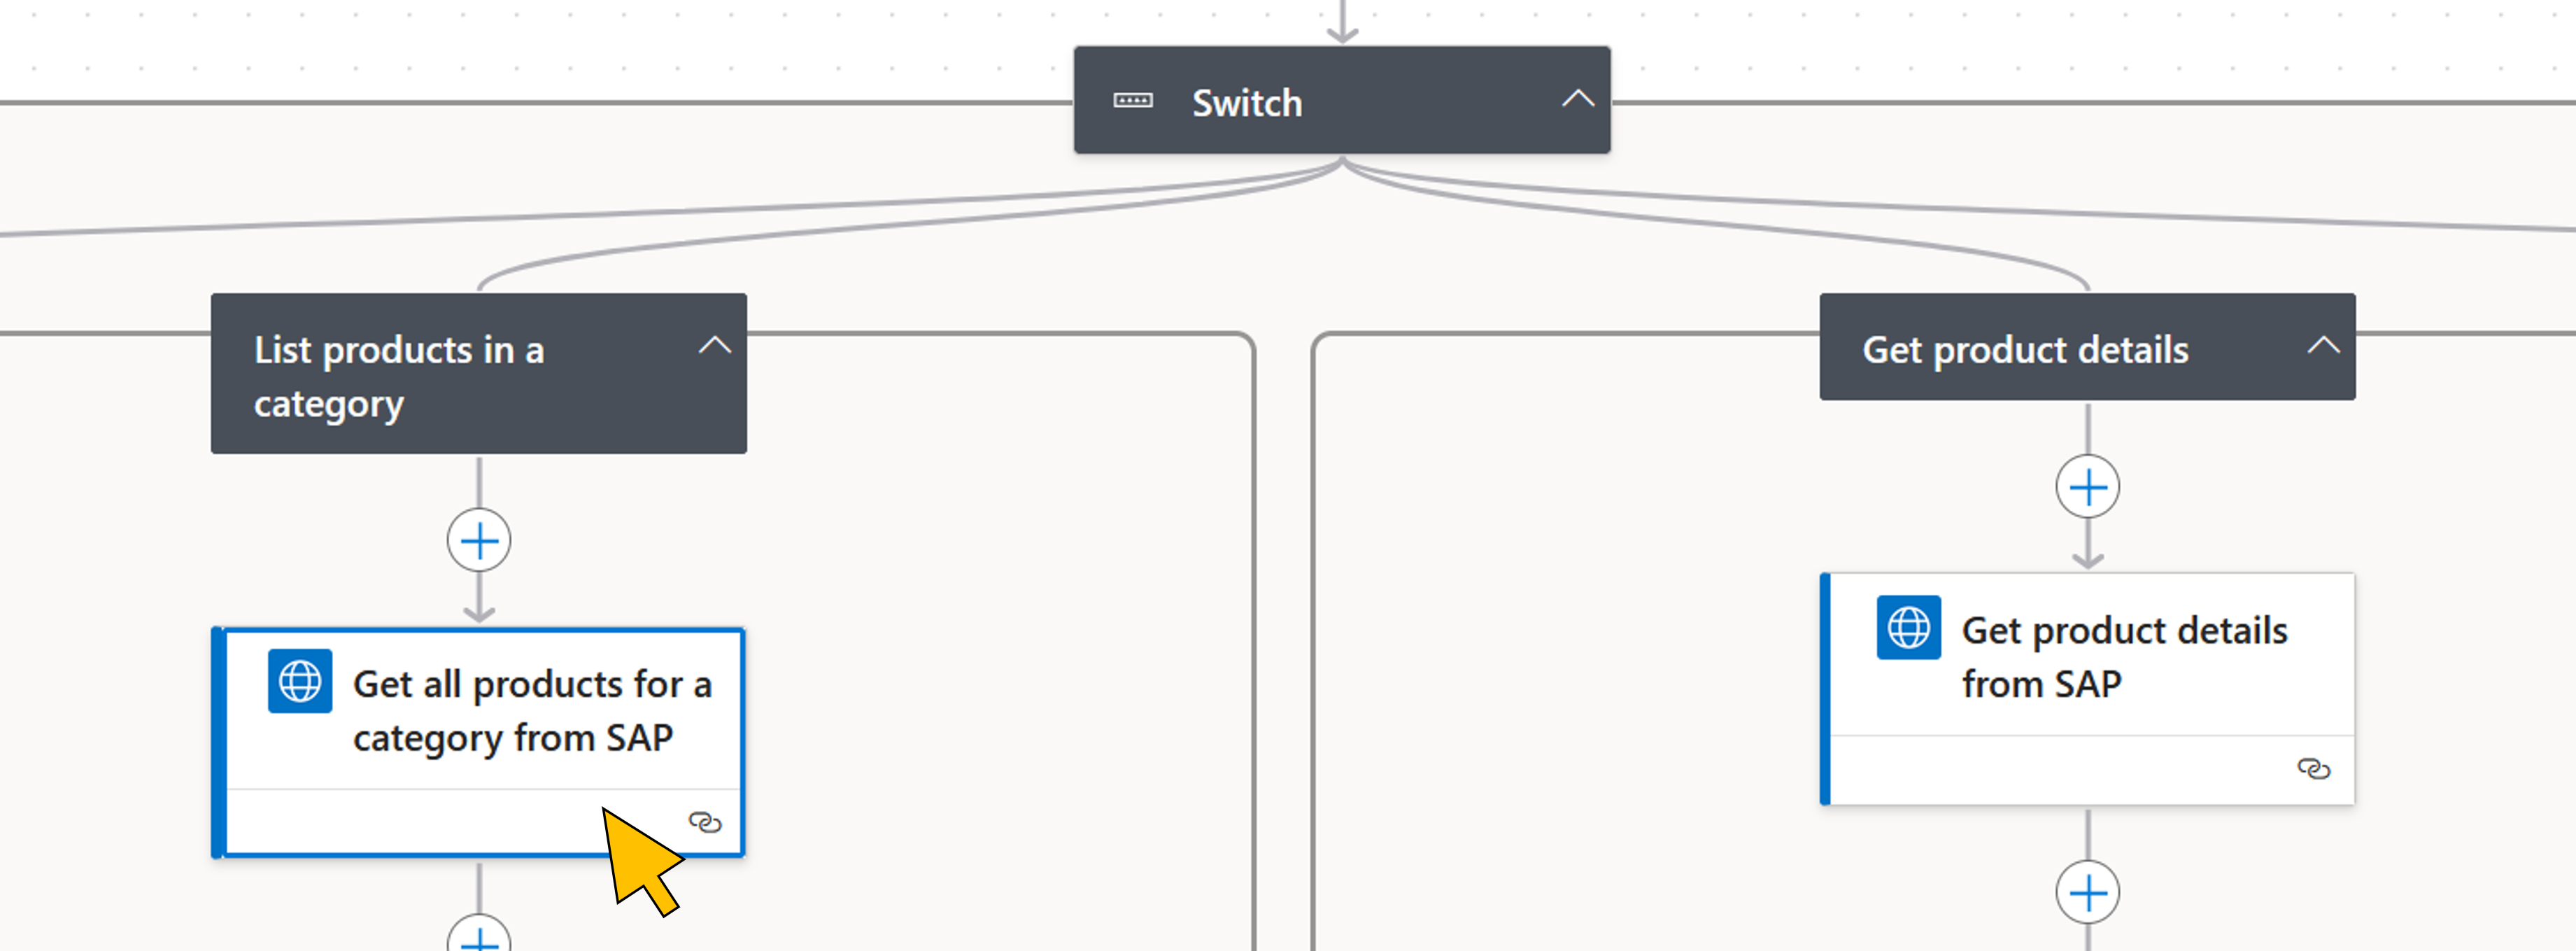 Switch
List products in a
category
Get product details
Get all products for a
category from SAP
Get product details
from SAP